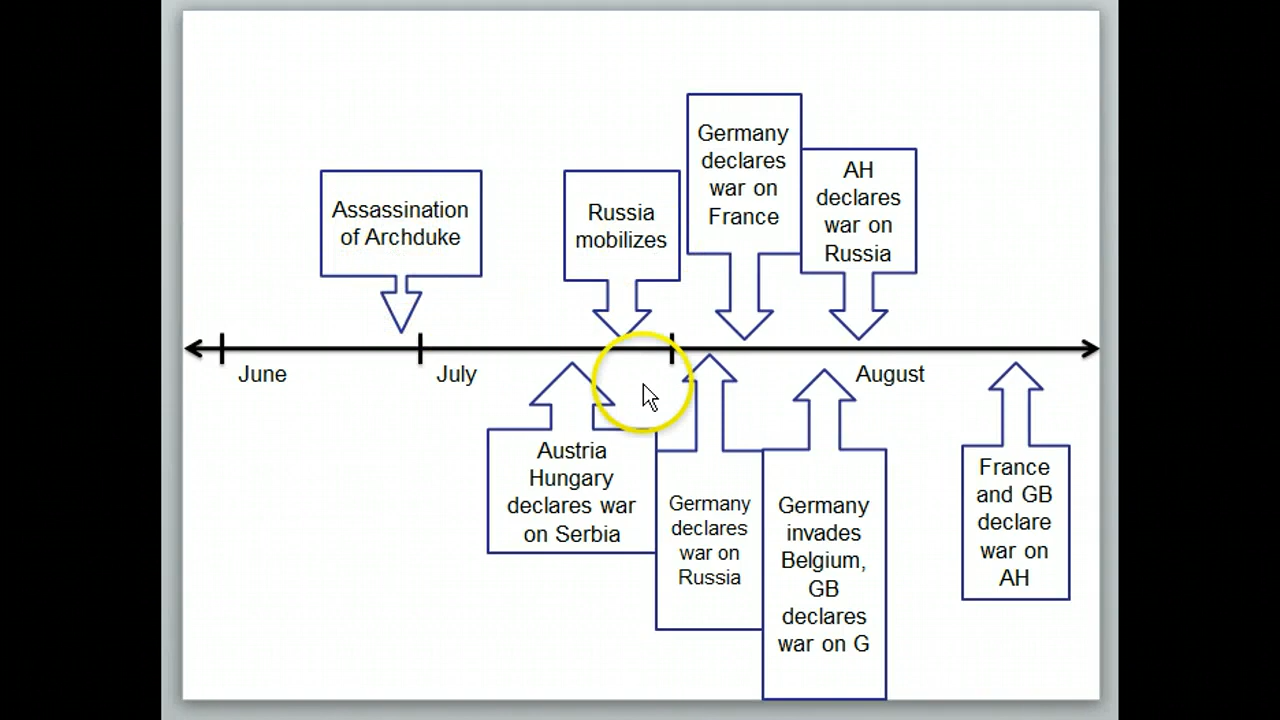 Assassination
of Archduke
Russia
mobilizes
Germany
declares
war on
France
AH
declares
war on
Russia
June
July
August
Austria
Hungary
declares war
on Serbia
Germany
declares
war on
Russia
Germany
invades
Belgium,
GB
declares
war on G
France
and GB
declare
war on
AH